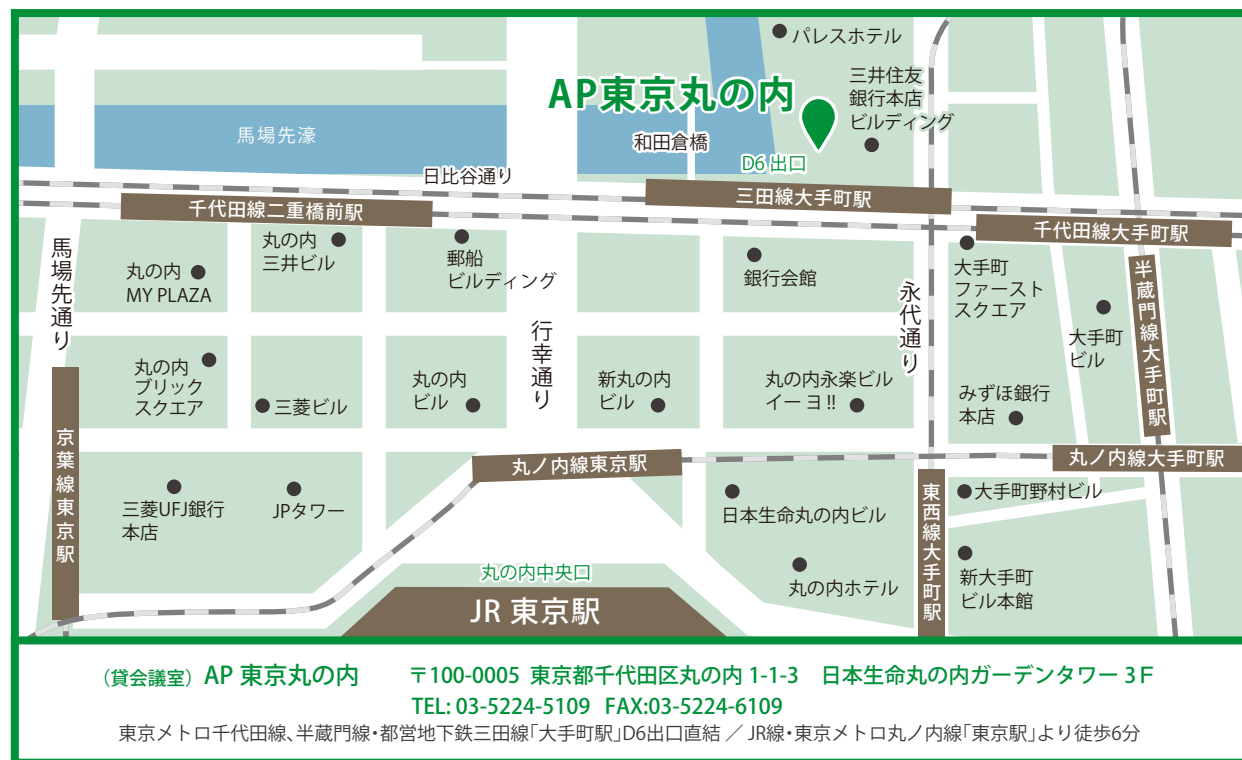 パレスホテル
AP東京丸の内
三井住友
銀行本店
ビルディング
馬場先濠
和田倉橋
D6 出口
日比谷通り
三田線大手町駅
千代田線二重橋前駅
千代田線大手町駅
馬場先通り
丸の内
MY PLAZA
丸の内
三井ビル
郵船
ビルディング
行幸通り
銀行会館
永代通り
大手町
ファースト
スクエア
大手町
ビル
半蔵門線大手町駅
丸の内
ブリック
スクエア
三菱ビル
丸の内
ビル
新丸の内
ビル
丸の内永楽ビル
イーヨ!!
みずほ銀行
本店
京葉線東京駅
丸ノ内線東京駅
丸ノ内線大手町駅
三菱UFJ銀行
本店
JPタワー
日本生命丸の内ビル
東西線大手町駅
大手町野村ビル
丸の内中央口
JR 東京駅
丸の内ホテル
新大手町
ビル本館
（貸会議室）AP 東京丸の内 〒100-0005 東京都千代田区丸の内 1-1-3 日本生命丸の内ガーデンタワー 3F
TEL: 03-5224-5109 FAX:03-5224-6109
東京メトロ千代田線、半蔵門線・都営地下鉄三田線「大手町駅」D6出口直結 ／ JR線・東京メトロ丸ノ内線「東京駅」より徒歩6分